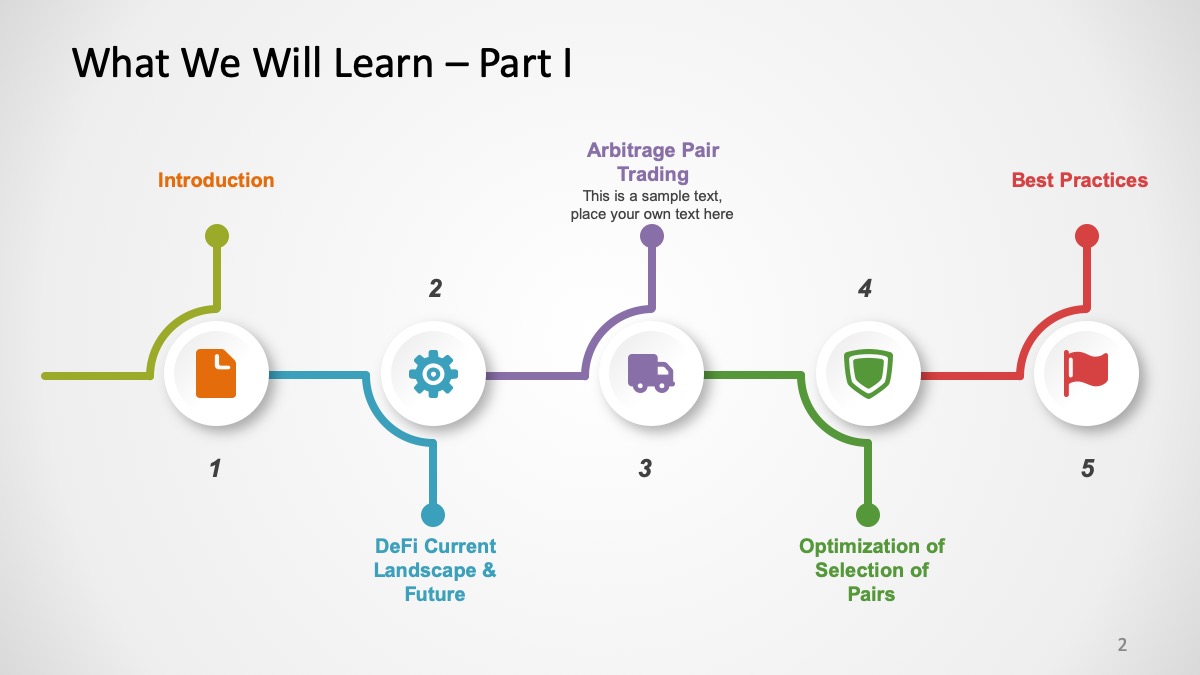 What We Will Learn – Part I
Introduction
1
2
DeFi Current
Landscape &
Future
Arbitrage Pair
Trading
This is a sample text,
place your own text here
3
4
Optimization of
Selection of
Pairs
Best Practices
5
2